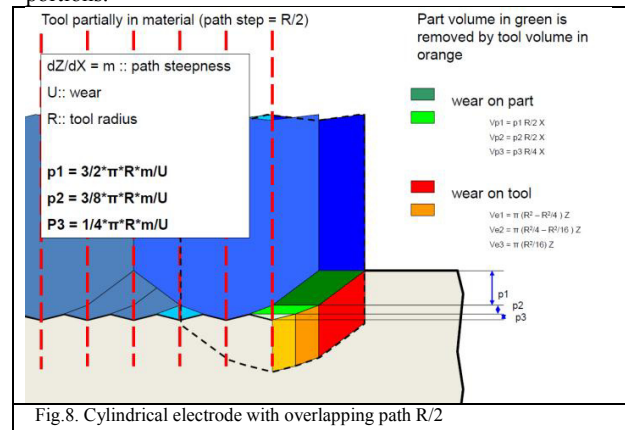 portions.
Tool partially in material (path step = R/2)
dZ/dX = m :: path steepness
U:: wear
R:: tool radius
p1 = 3/2*π*R*m/U
p2 = 3/8*π*R*m/U
P3 = 1/4*π*R*m/U
Part volume in green is
removed by tool volume in
orange
wear on part
Vp1 = p1 R/2 X
Vp2 = p2 R/2 X
Vp3 = p3 R/4 X
wear on tool
Ve1 = π (R² – R²/4 ) Z
Ve2 = π (R²/4 – R²/16 ) Z
Ve3 = π (R²/16) Z
p1
p2
p3
Fig.8. Cylindrical electrode with overlapping path R/2